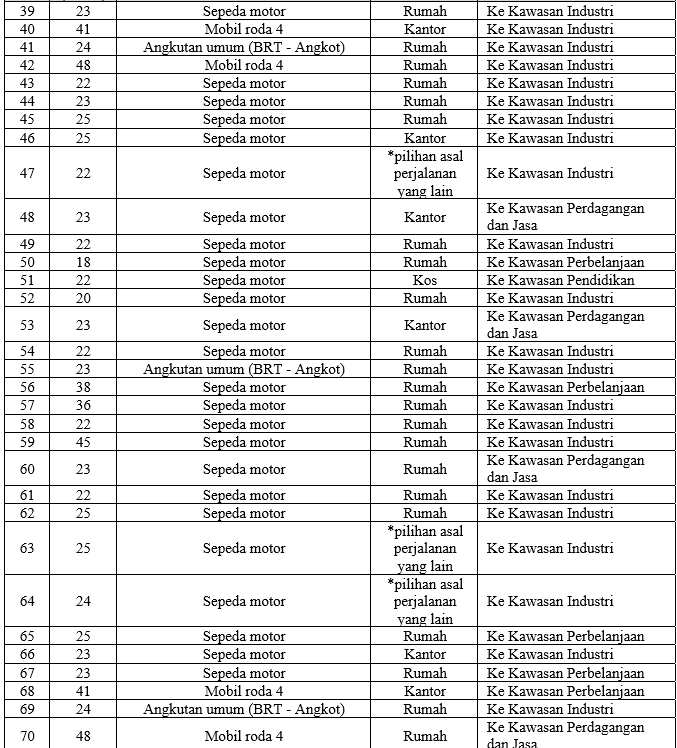 39 23 Sepeda motor Rumah Ke Kawasan Industri
40 41 Mobil roda 4 Kantor Ke Kawasan Industri
41 24 Angkutan umum (BRT - Angkot) Rumah Ke Kawasan Industri
42 48 Mobil roda 4 Rumah Ke Kawasan Industri
43 22 Sepeda motor Rumah Ke Kawasan Industri
44 23 Sepeda motor Rumah Ke Kawasan Industri
45 25 Sepeda motor Rumah Ke Kawasan Industri
46 25 Sepeda motor Kantor Ke Kawasan Industri
*pilihan asal
47 22 Sepeda motor perjalanan Ke Kawasan Industri
yang lain
Ke Kawasan Perdagangan
48 23 Sepeda motor Kantor
dan Jasa
49 22 Sepeda motor Rumah Ke Kawasan Industri
50 18 Sepeda motor Rumah Ke Kawasan Perbelanjaan
51 22 Sepeda motor Kos Ke Kawasan Pendidikan
52 20 Sepeda motor Rumah Ke Kawasan Industri
Ke Kawasan Perdagangan
53 23 Sepeda motor Kantor
dan Jasa
54 22 Sepeda motor Rumah Ke Kawasan Industri
55 23 Angkutan umum (BRT - Angkot) Rumah Ke Kawasan Industri
56 38 Sepeda motor Rumah Ke Kawasan Perbelanjaan
57 36 Sepeda motor Rumah Ke Kawasan Industri
58 22 Sepeda motor Rumah Ke Kawasan Industri
59 45 Sepeda motor Rumah Ke Kawasan Industri
Ke Kawasan Perdagangan
60 23 Sepeda motor Rumah
dan Jasa
61 22 Sepeda motor Rumah Ke Kawasan Industri
62 25 Sepeda motor Rumah Ke Kawasan Industri
*pilihan asal
63 25 Sepeda motor perjalanan Ke Kawasan Industri
yang lain
*pilihan asal
64 24 Sepeda motor perjalanan Ke Kawasan Industri
yang lain
65 25 Sepeda motor Rumah Ke Kawasan Perbelanjaan
66 23 Sepeda motor Kantor Ke Kawasan Industri
67 23 Sepeda motor Rumah Ke Kawasan Perbelanjaan
68 41 Mobil roda 4 Kantor Ke Kawasan Perbelanjaan
69 24 Angkutan umum (BRT - Angkot) Rumah Ke Kawasan Industri
Ke Kawasan Perdagangan
70 48 Mobil roda 4 Rumah
dan Jasa